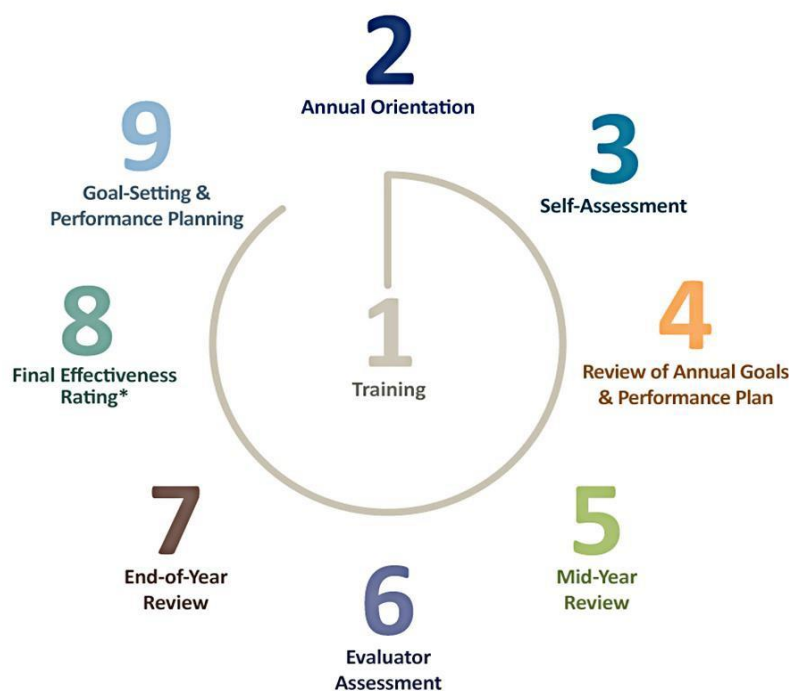 1
Training
2
Annual Orientation
3
Self-Assessment
4
Review of Annual Goals
& Performance Plan
5
Mid-Year
Review
6
Evaluator
Assessment
7
End-of-Year
Review
8
Final Effectiveness
Rating*
9
Goal-Setting &
Performance Planning